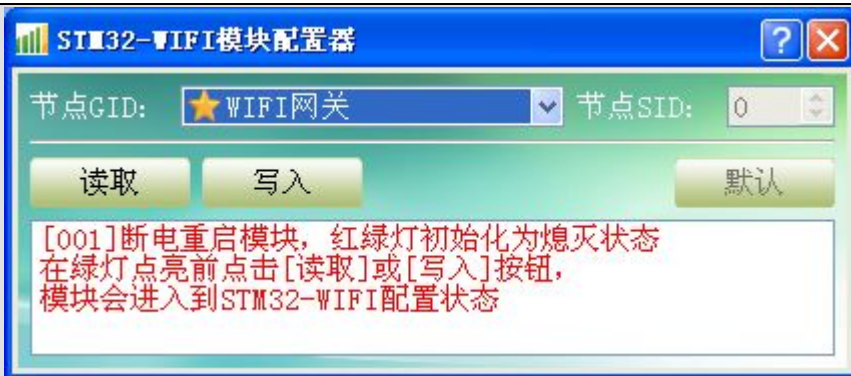 STM32-WIFI模块配置器
节点GID: WIFI网关 节点SID: 0
读取 写入 默认
[001]断电重启模块，红绿灯初始化为熄灭状态
在绿灯点亮前点击[读取]或[写入]按钮，
模块会进入到STM32-WIFI配置状态